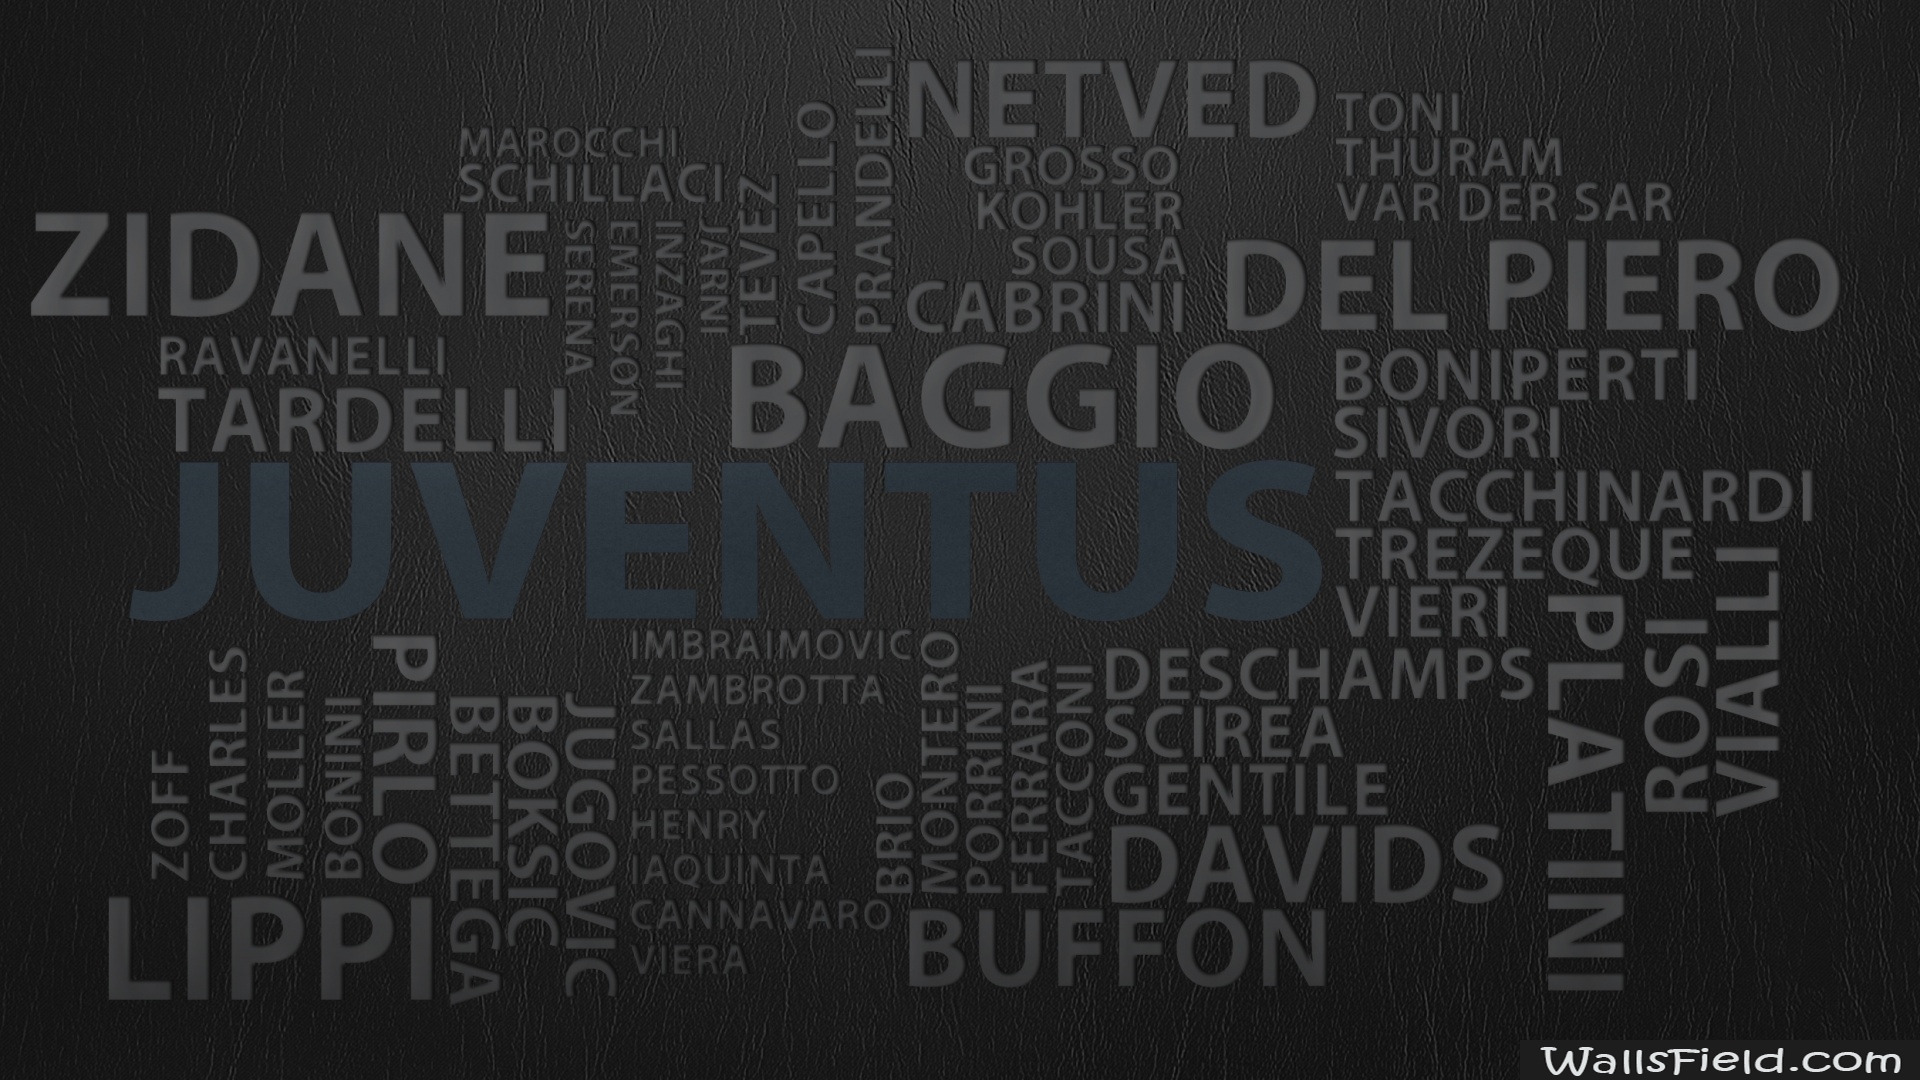 NETVED
TONI
MAROCCHI
THURAM
SCHILLACI
GROSSO
VAR DER SAR
KOHLER
SOUSA
CABRINI
ZIDANE
SERENA
EMERSON
INZAGHI
JARNI
TEVEZ
CAPELLO
PRANDELLI
DEL PIERO
RAVANELLI
TARDELLI
BAGGIO
BONIPERTI
SIVORI
JUVENTUS
TACCHINARDI
TREZEQUE
VIERI
ZOFF
CHARLES
MOLLER
BONINI
PIRLO
BETTEGA
BOKSIC
JUGOVIC
IMBRAIMOVIC
ZAMBROTTA
SALLAS
PESSOTTO
HENRY
IAQUINTA
CANNAVARO
VIERA
BRIO
MONTERO
PORRINI
FERRARA
TACCONI
DESCHAMPS
SCIREA
GENTILE
DAVIDS
BUFFON
PLATINI
ROSI
VIALLI
LIPPI
WallsField.com